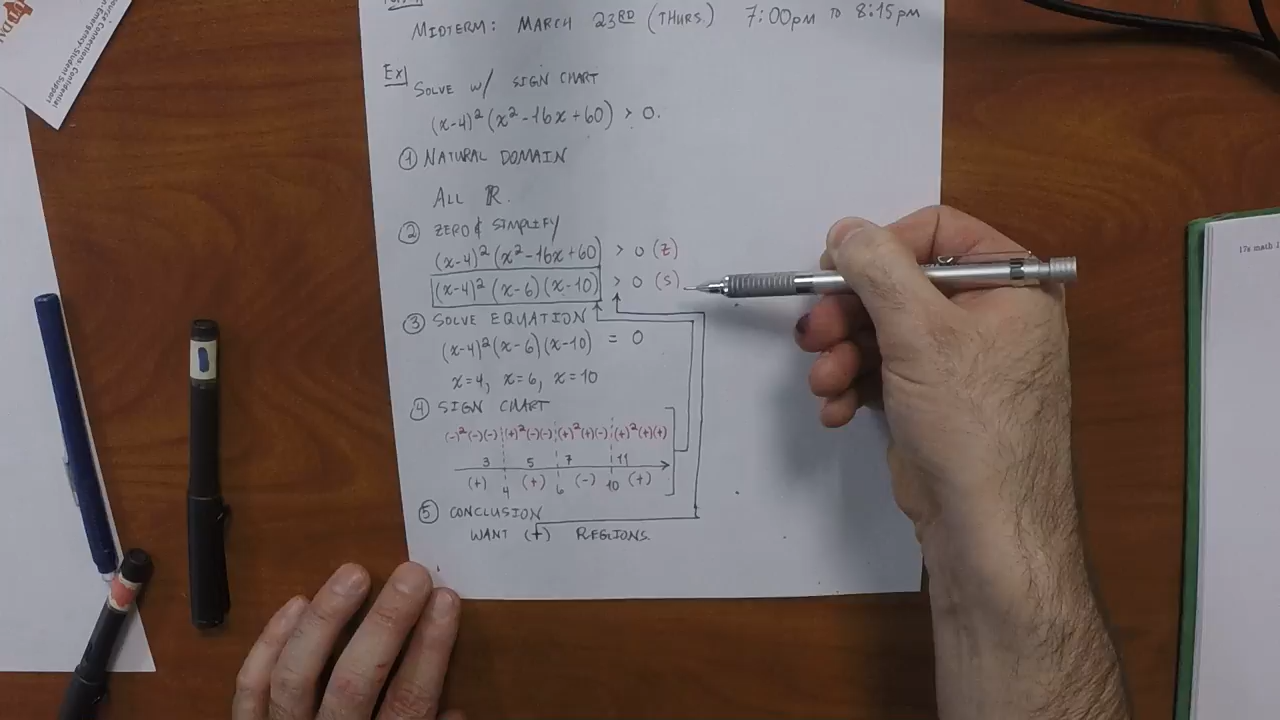 MIDTERM: MARCH 23RD (THURS.) 7:00pm TO 8:15pm
Ex| SOLVE w/ SIGN CHART
(x-4)² (x² - 16x + 60) > 0.
① NATURAL DOMAIN
ALL ℝ.
② ZERO & SIMPLIFY
(x-4)² (x² - 16x + 60) > 0 (Z)
(x-4)² (x-6)(x-10) > 0 (S)
③ SOLVE EQUATION
(x-4)² (x-6)(x-10) = 0
x=4, x=6, x=10
④ SIGN CHART
(-)²(-)(-) (+)²(-)(-) (+)²(+)(-) (+)²(+)(+)
3 5 7 11
(+) 4 (+) 6 (-) 10 (+)
⑤ CONCLUSION
WANT (+) REGIONS.
17s math 1